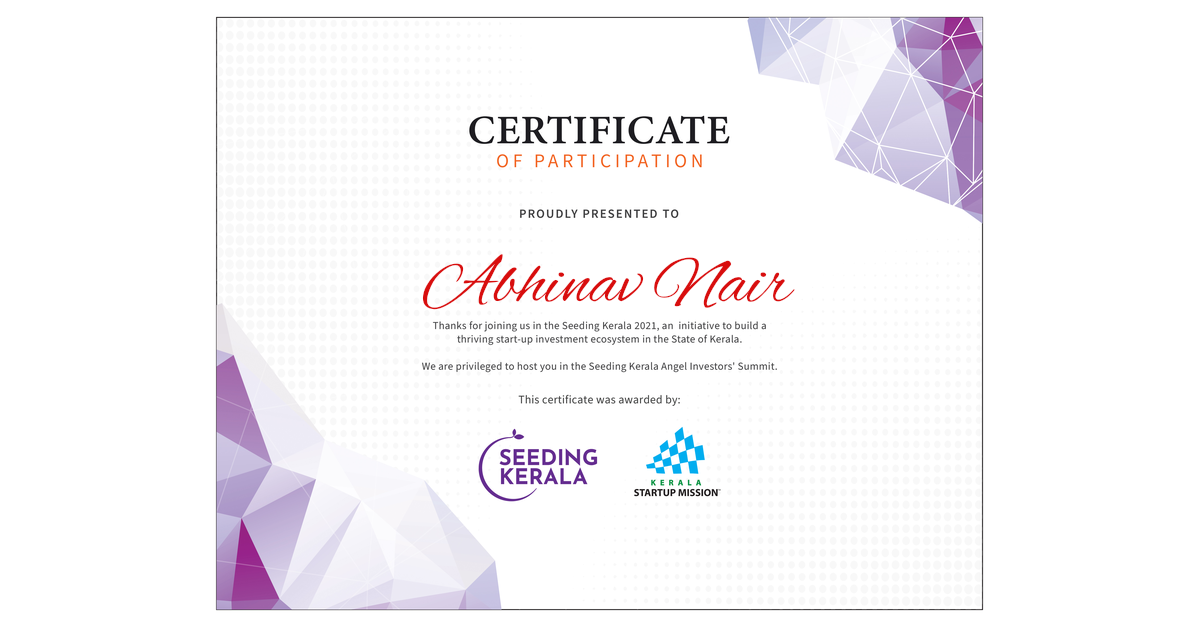 CERTIFICATE
OF PARTICIPATION
PROUDLY PRESENTED TO
Abhinav Nair
Thanks for joining us in the Seeding Kerala 2021, an initiative to build a
thriving start-up investment ecosystem in the State of Kerala.
We are privileged to host you in the Seeding Kerala Angel Investors' Summit.
This certificate was awarded by:
SEEDING
KERALA
KERALA
STARTUP MISSION